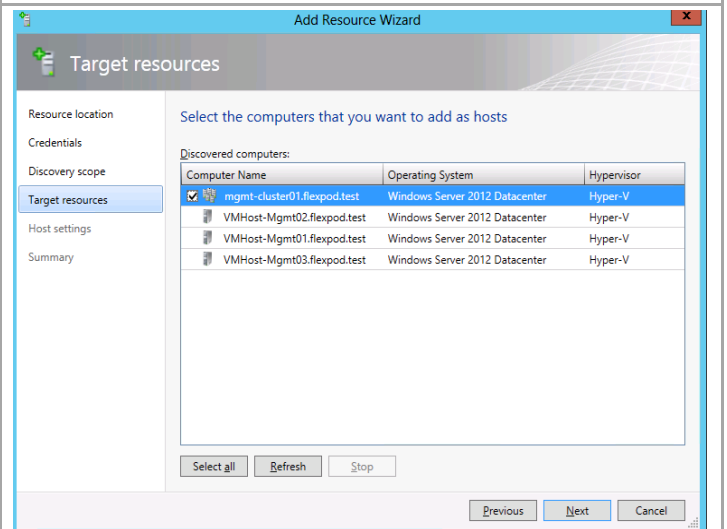 Add Resource Wizard
x
Target resources
Resource location
Credentials
Discovery scope
Target resources
Host settings
Summary
Select the computers that you want to add as hosts
Discovered computers:
Computer Name Operating System Hypervisor
mgmt-cluster01.flexpod.test Windows Server 2012 Datacenter Hyper-V
VMHost-Mgmt02.flexpod.test Windows Server 2012 Datacenter Hyper-V
VMHost-Mgmt01.flexpod.test Windows Server 2012 Datacenter Hyper-V
VMHost-Mgmt03.flexpod.test Windows Server 2012 Datacenter Hyper-V
Select all Refresh Stop
Previous Next Cancel